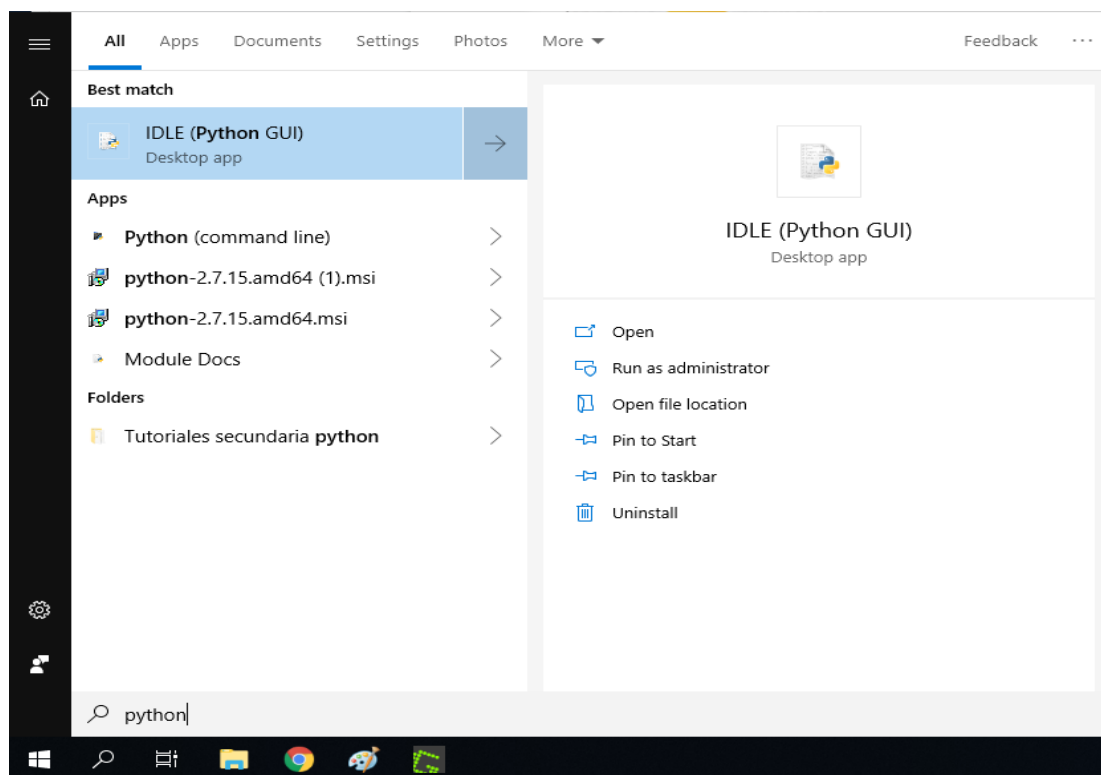 All Apps Documents Settings Photos More Feedback ...
Best match
IDLE (Python GUI)
Desktop app
Apps
Python (command line)
python-2.7.15.amd64 (1).msi
python-2.7.15.amd64.msi
Module Docs
Folders
Tutoriales secundaria python
IDLE (Python GUI)
Desktop app
Open
Run as administrator
Open file location
Pin to Start
Pin to taskbar
Uninstall
python